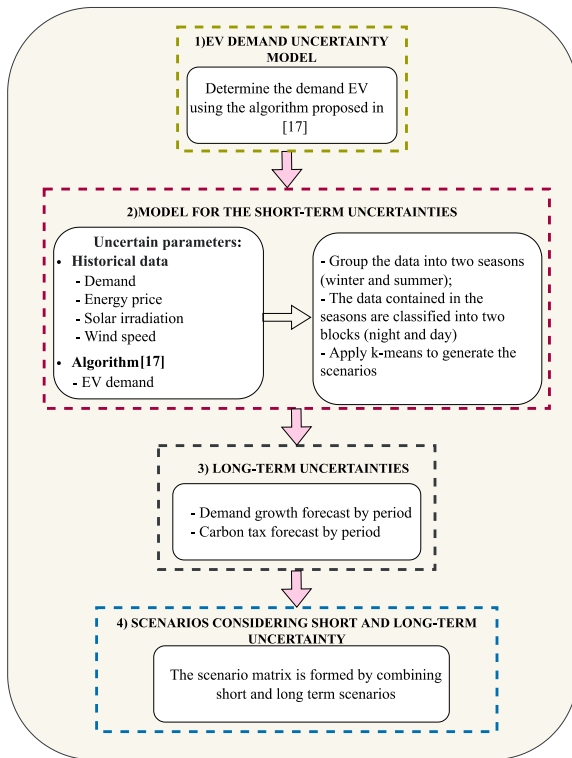 1)EV DEMAND UNCERTAINTY
MODEL
Determine the demand EV
using the algorithm proposed in
[17]
2)MODEL FOR THE SHORT-TERM UNCERTAINTIES
Uncertain parameters:
• Historical data
- Demand
- Energy price
- Solar irradiation
- Wind speed
• Algorithm[17]
- EV demand
- Group the data into two seasons
(winter and summer);
- The data contained in the
seasons are classified into two
blocks (night and day)
- Apply k-means to generate the
scenarios
3) LONG-TERM UNCERTAINTIES
- Demand growth forecast by period
- Carbon tax forecast by period
4) SCENARIOS CONSIDERING SHORT AND LONG-TERM
UNCERTAINTY
The scenario matrix is formed by combining
short and long term scenarios